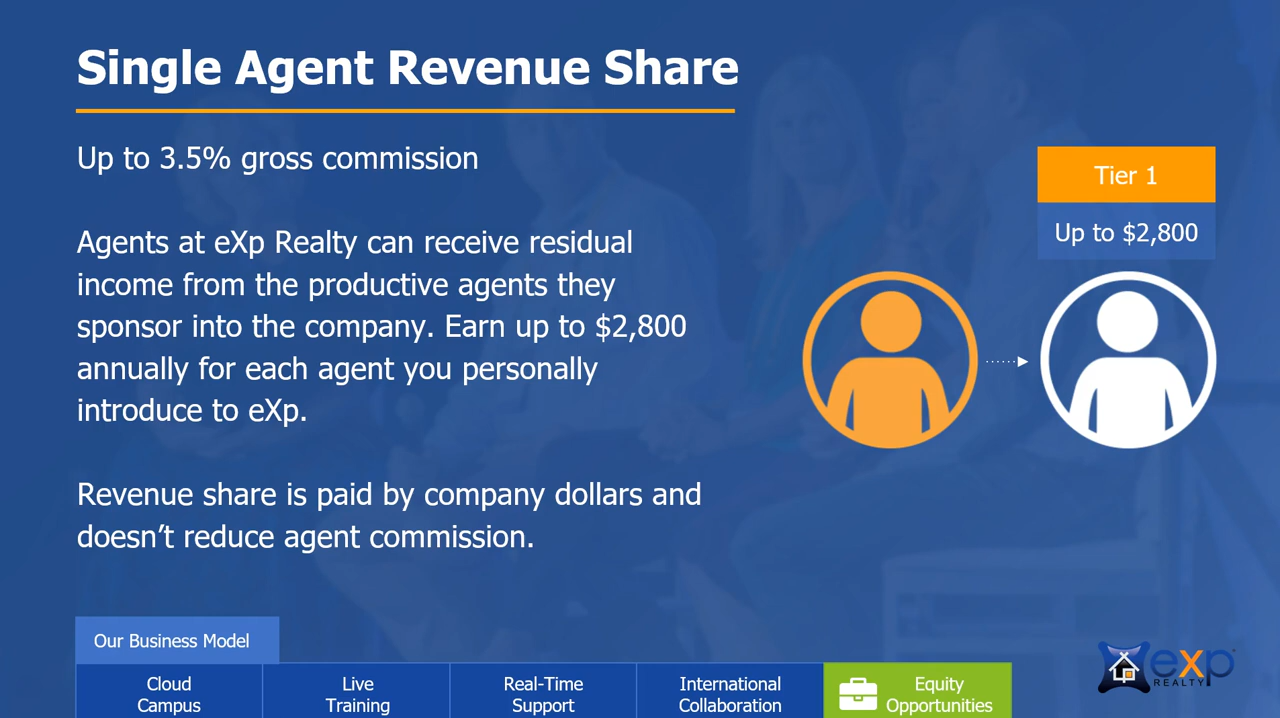 Single Agent Revenue Share
Up to 3.5% gross commission
Agents at eXp Realty can receive residual
income from the productive agents they
sponsor into the company. Earn up to $2,800
annually for each agent you personally
introduce to eXp.
Revenue share is paid by company dollars and
doesn’t reduce agent commission.
Tier 1
Up to $2,800
Our Business Model
Cloud
Campus
Live
Training
Real-Time
Support
International
Collaboration
Equity
Opportunities
eXp
REALTY